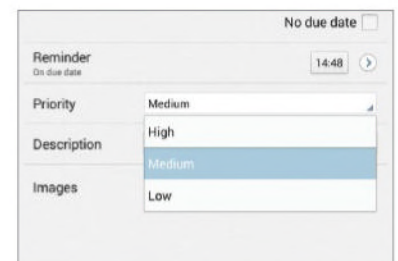 No due date
Reminder
On due date
14:48
Priority
Medium
High
Description
Medium
Images
Low